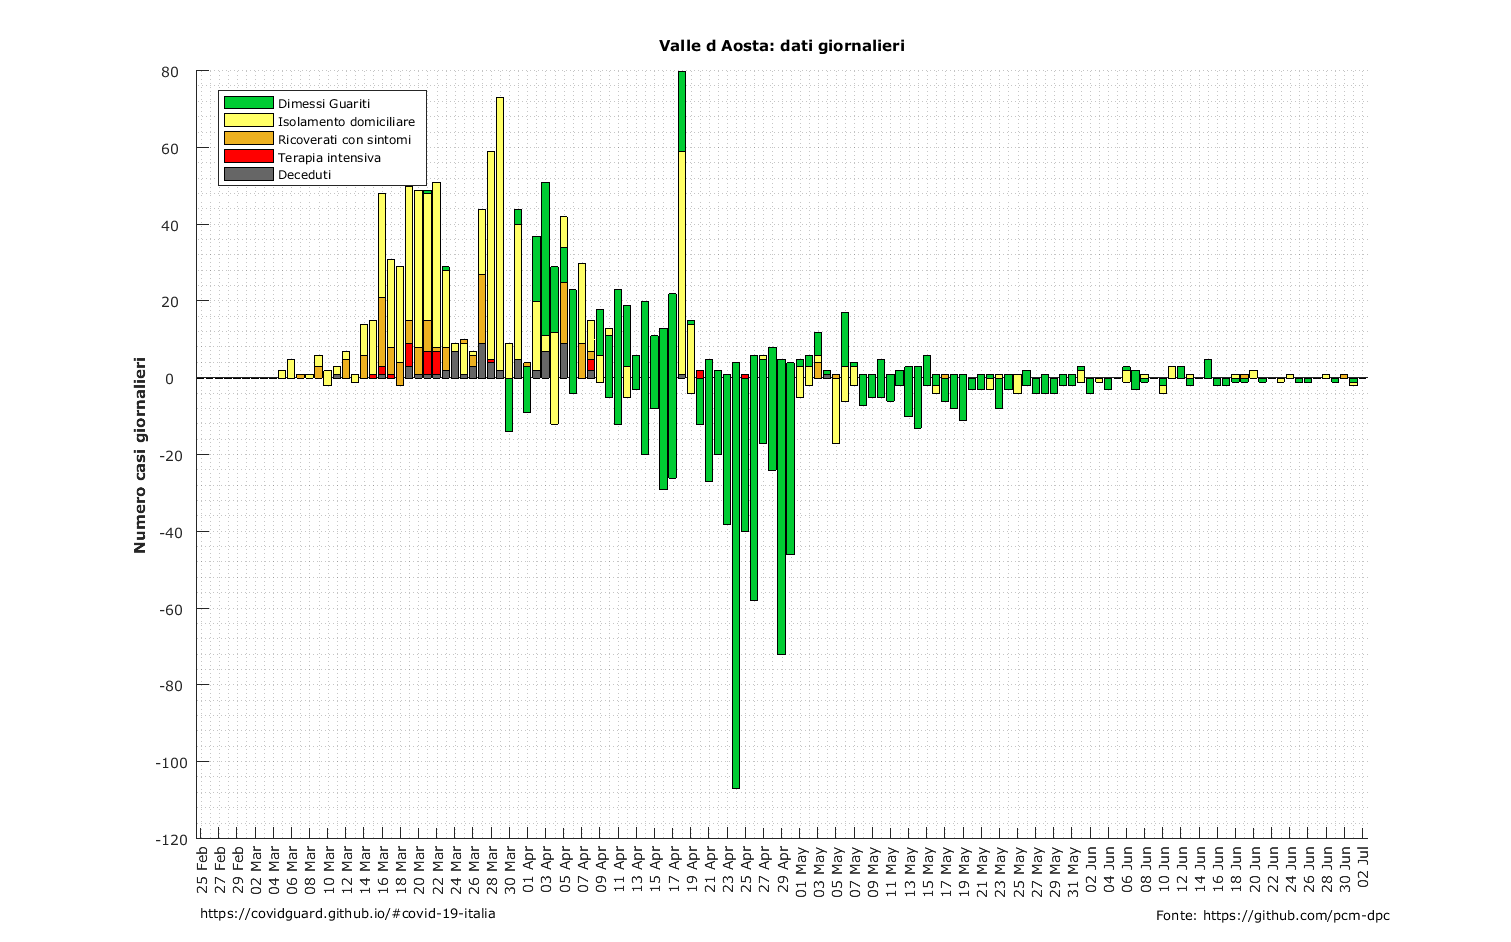 Valle d Aosta: dati giornalieri
Dimessi Guariti
Isolamento domiciliare
Ricoverati con sintomi
Terapia intensiva
Deceduti
Numero casi giornalieri
80
60
40
20
0
-20
-40
-60
-80
-100
-120
25 Feb
27 Feb
29 Feb
02 Mar
04 Mar
06 Mar
08 Mar
10 Mar
12 Mar
14 Mar
16 Mar
18 Mar
20 Mar
22 Mar
24 Mar
26 Mar
28 Mar
30 Mar
01 Apr
03 Apr
05 Apr
07 Apr
09 Apr
11 Apr
13 Apr
15 Apr
17 Apr
19 Apr
21 Apr
23 Apr
25 Apr
27 Apr
29 Apr
01 May
03 May
05 May
07 May
09 May
11 May
13 May
15 May
17 May
19 May
21 May
23 May
25 May
27 May
29 May
31 May
02 Jun
04 Jun
06 Jun
08 Jun
10 Jun
12 Jun
14 Jun
16 Jun
18 Jun
20 Jun
22 Jun
24 Jun
26 Jun
28 Jun
30 Jun
02 Jul
https://covidguard.github.io/#covid-19-italia
Fonte: https://github.com/pcm-dpc